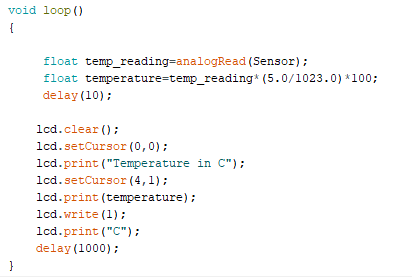 void loop()
{
float temp_reading=analogRead(Sensor);
float temperature=temp_reading*(5.0/1023.0)*100;
delay(10);
lcd.clear();
lcd.setCursor(0,0);
lcd.print("Temperature in C");
lcd.setCursor(4,1);
lcd.print(temperature);
lcd.write(1);
lcd.print("C");
delay(1000);
}